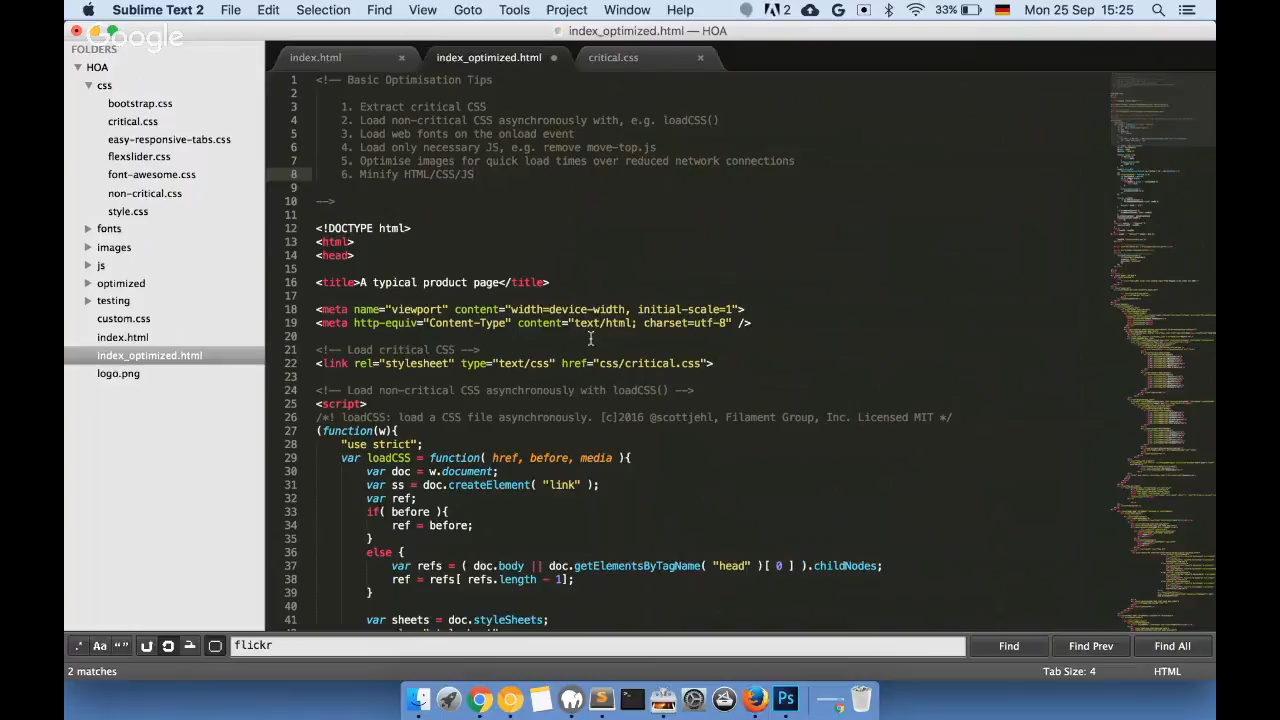 Sublime Text 2 File Edit Selection Find View Goto Tools Project Window Help 2 33% Mon 25 Sep 15:25
Google
index_optimized.html — HOA
FOLDERS
HOA
css
bootstrap.css
critical.css
easy-responsive-tabs.css
flexslider.css
font-awesome.css
non-critical.css
style.css
fonts
images
js
optimized
testing
custom.css
index.html
index_optimized.html
logo.png
index.html × index_optimized.html critical.css ×
1 <!-- Basic Optimisation Tips
2
3 1. Extract critical CSS
4 2. Load non-critical CSS asynchronously with, e.g. loadCSS()
5 3. Load web fonts on the onload event
6 4. Load only necessary JS, e.g. remove move-top.js
7 5. Optimise images for quick load times over reduced network connections
8 6. Minify HTML/CSS/JS
9
10 -->
11
12 <!DOCTYPE html>
13 <html>
14 <head>
15
16 <title>A typical product page</title>
17
18 <meta name="viewport" content="width=device-width, initial-scale=1">
19 <meta http-equiv="Content-Type" content="text/html; charset=utf-8" />
20
21 <!-- Load critical CSS -->
22 <link rel="stylesheet" type="text/css" href="css/critical.css">
23
24 <!-- Load non-critical CSS asynchronously with loadCSS() -->
25 <script>
26 /*! loadCSS: load a CSS file asynchronously. [c]2016 @scottjehl, Filament Group, Inc. Licensed MIT */
27 (function(w){
28 "use strict";
29 var loadCSS = function( href, before, media ){
30 var doc = w.document;
31 var ss = doc.createElement( "link" );
32 var ref;
33 if( before ){
34 ref = before;
35 }
36 else {
37 var refs = ( doc.body || doc.getElementsByTagName( "head" )[ 0 ] ).childNodes;
38 ref = refs[ refs.length - 1];
39 }
40
41 var sheets = doc.styleSheets;
.* Aa “” flickr Find Find Prev Find All
2 matches Tab Size: 4 HTML
Ps